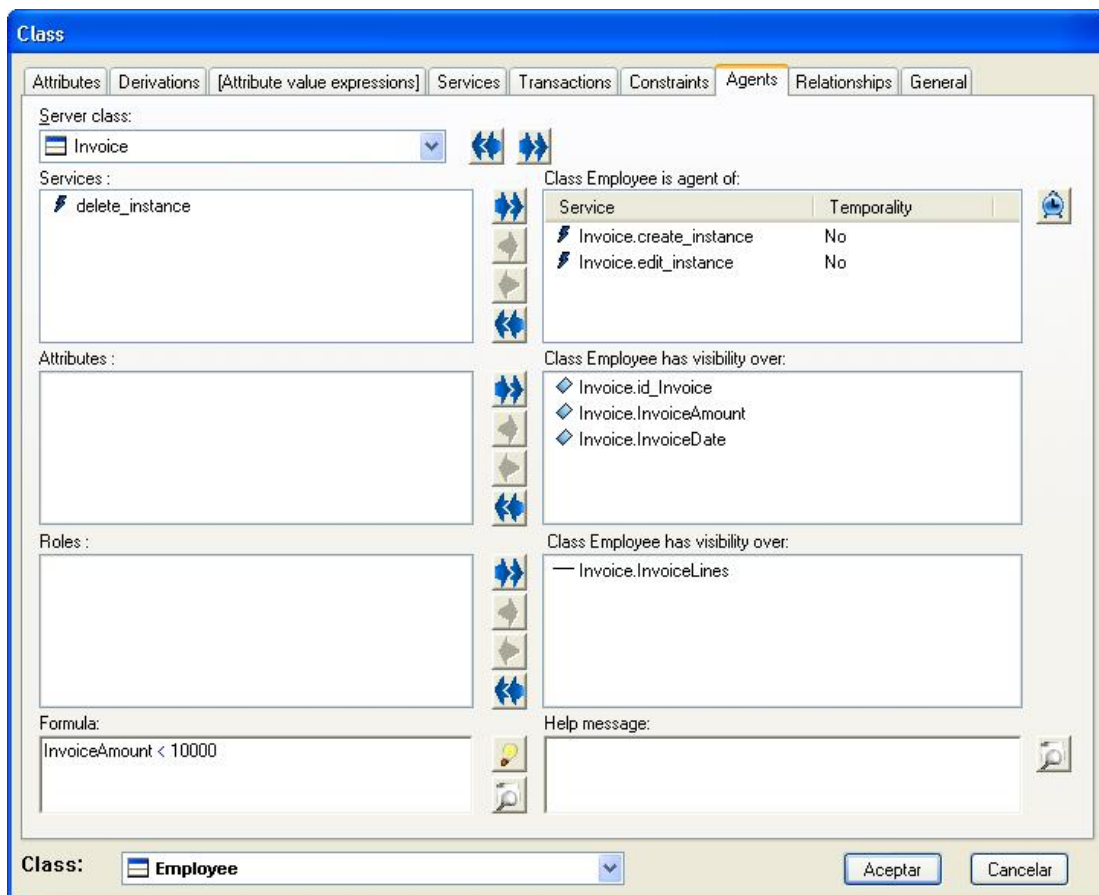 Class
Attributes Derivations [Attribute value expressions] Services Transactions Constraints Agents Relationships General
Server class:
Invoice
Services :
Class Employee is agent of:
delete_instance
Service Temporality
Invoice.create_instance No
Invoice.edit_instance No
Attributes :
Class Employee has visibility over:
Invoice.id_Invoice
Invoice.InvoiceAmount
Invoice.InvoiceDate
Roles :
Class Employee has visibility over:
Invoice.InvoiceLines
Formula:
Help message:
InvoiceAmount < 10000
Class: Employee Aceptar Cancelar